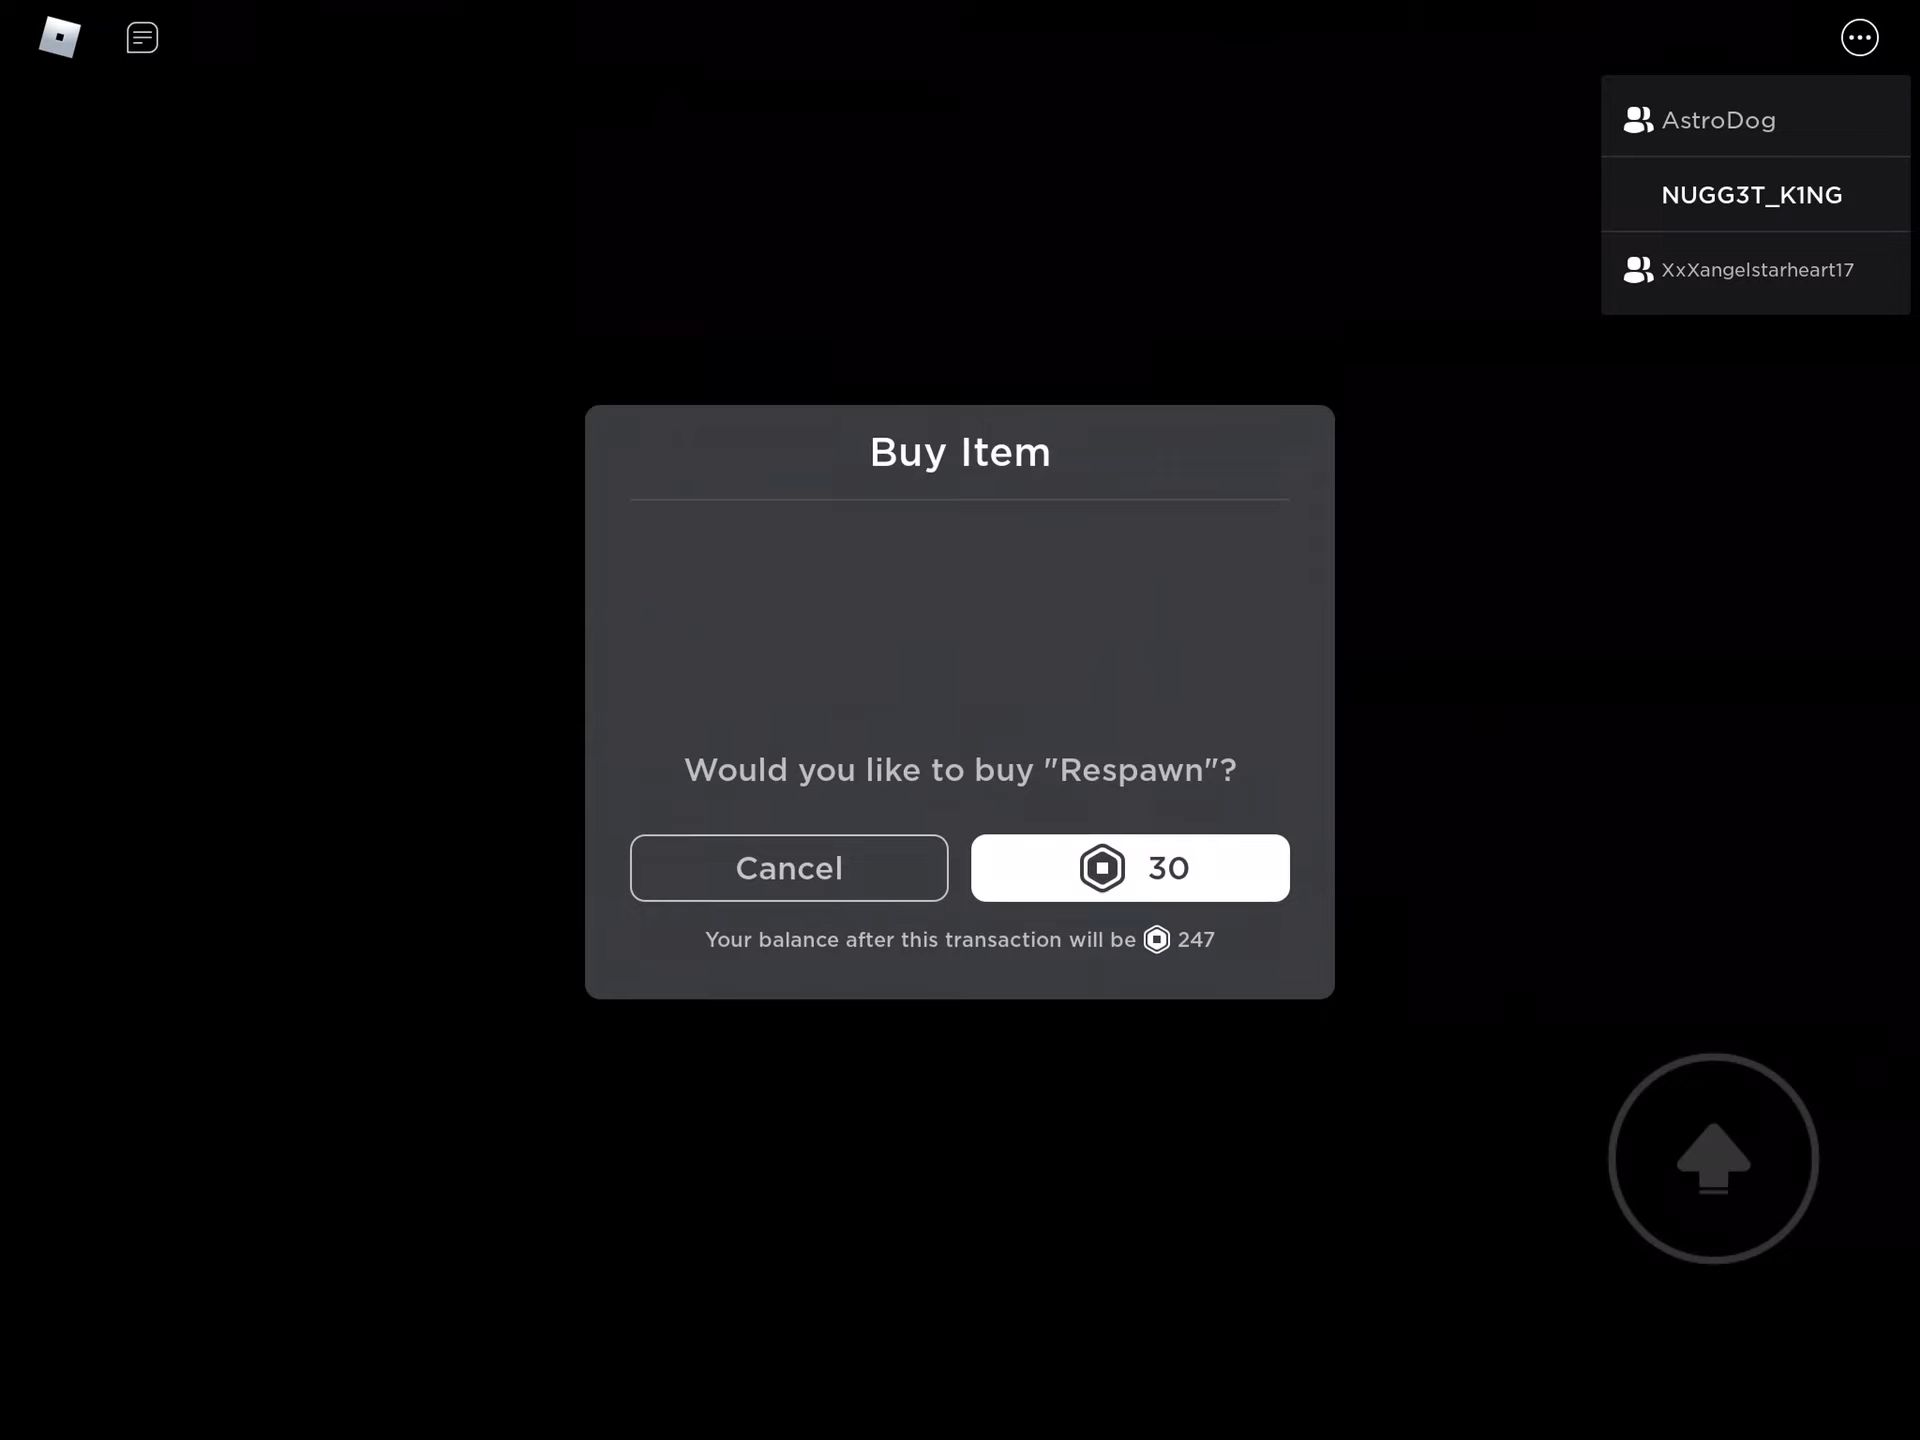 AstroDog
NUGG3T_K1NG
XxXangelstarheart17
Buy Item
Would you like to buy "Respawn"?
Cancel
30
Your balance after this transaction will be 247